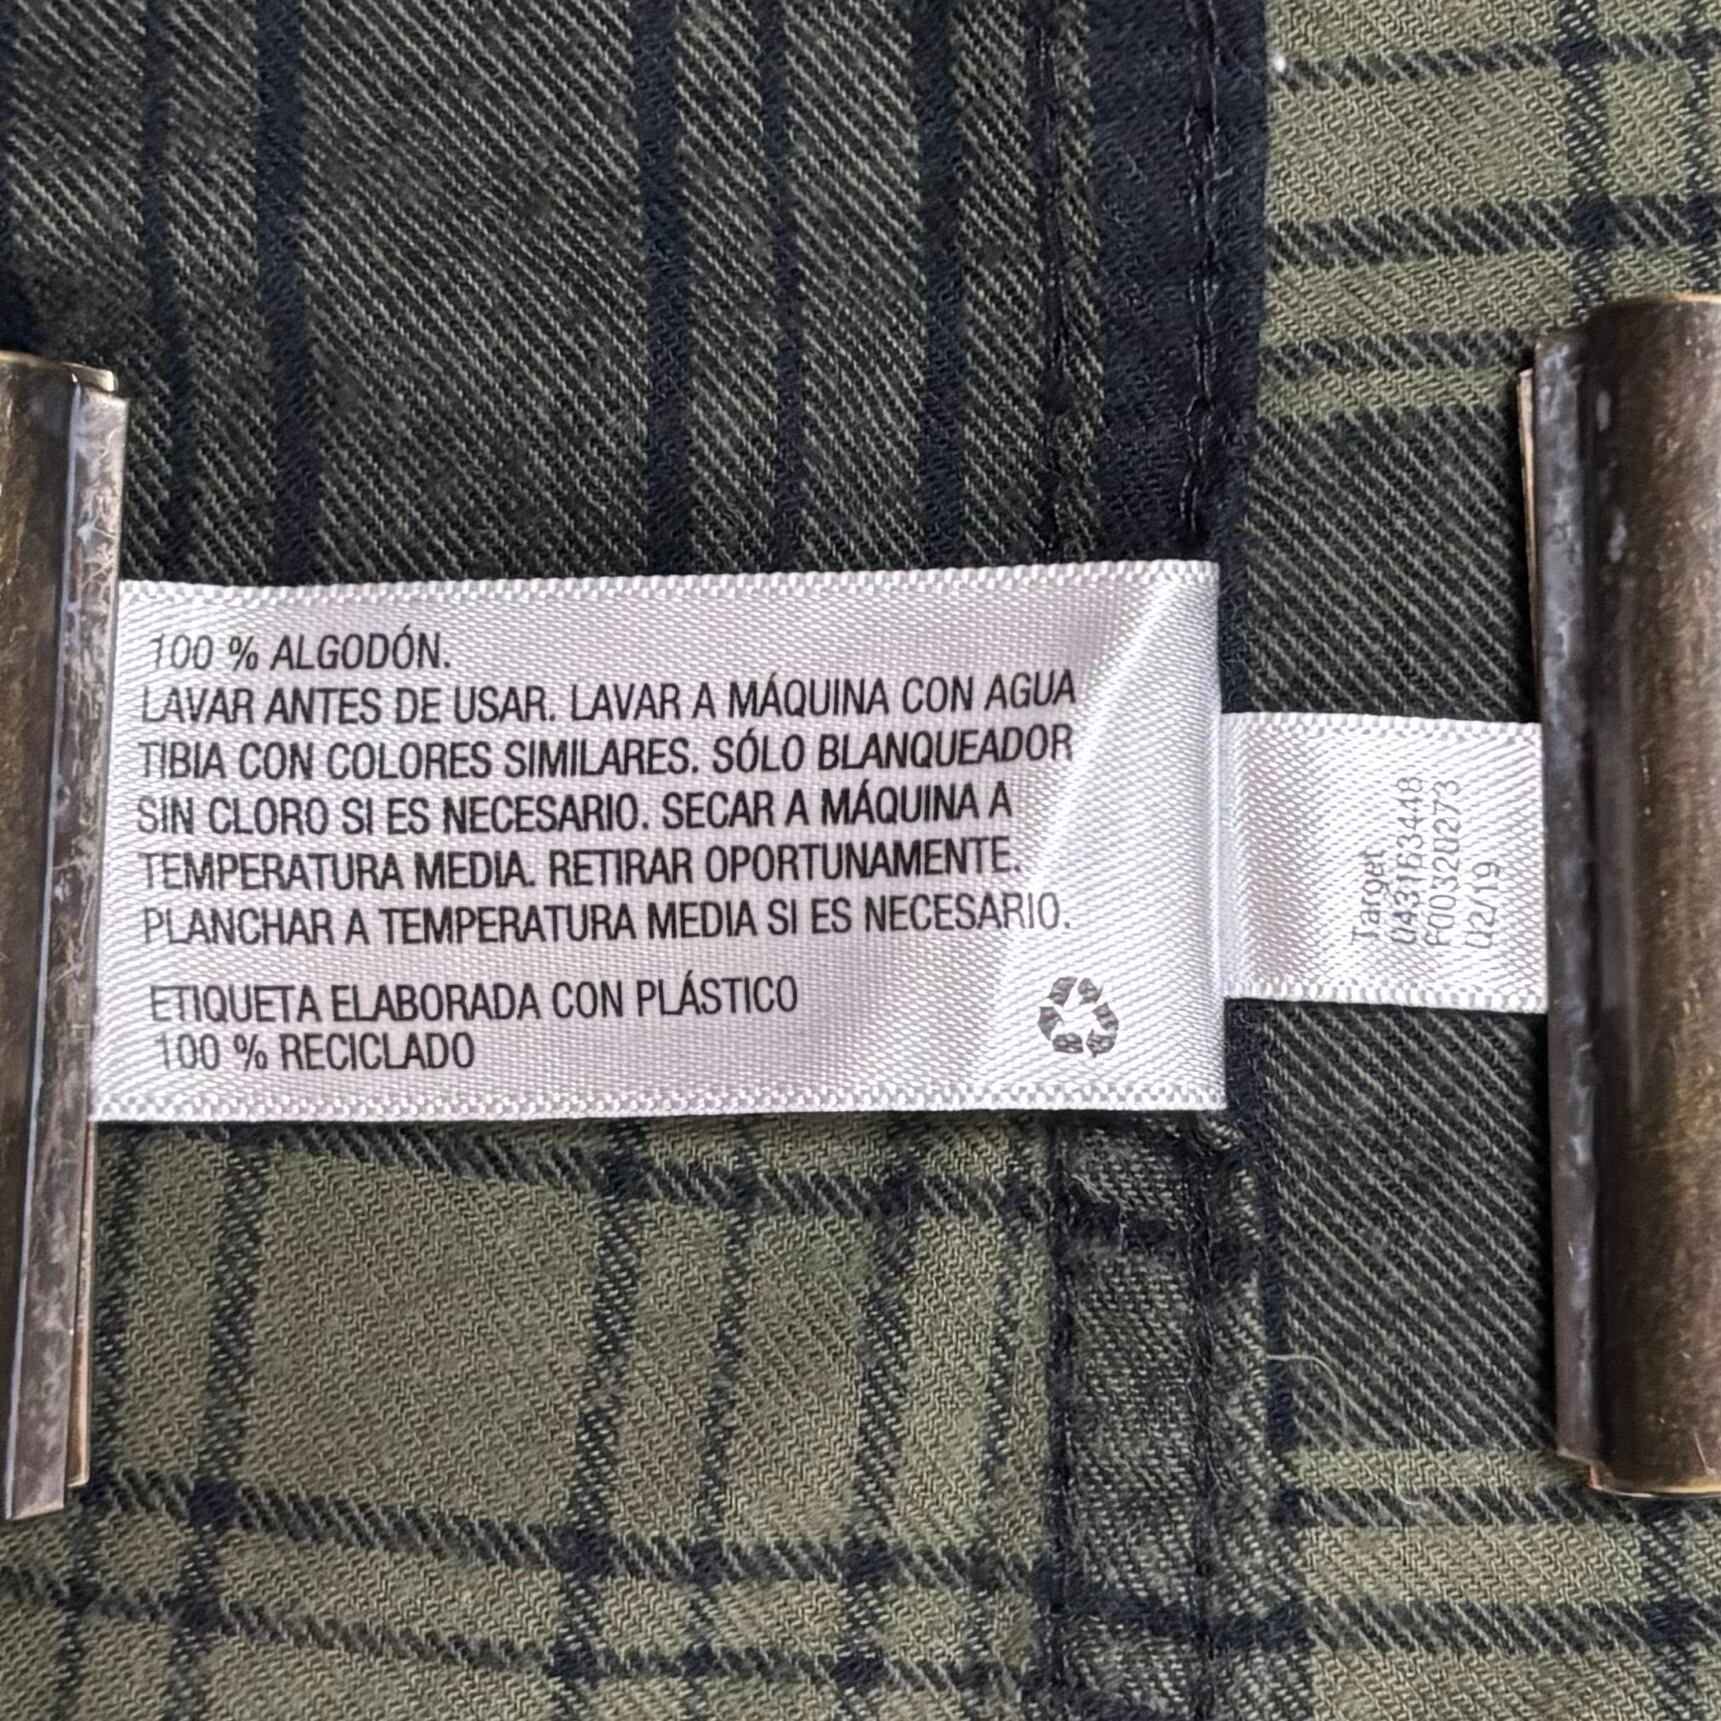 100 % ALGODÓN.
LAVAR ANTES DE USAR. LAVAR A MÁQUINA CON AGUA
TIBIA CON COLORES SIMILARES. SÓLO BLANQUEADOR
SIN CLORO SI ES NECESARIO. SECAR A MÁQUINA A
TEMPERATURA MEDIA. RETIRAR OPORTUNAMENTE.
PLANCHAR A TEMPERATURA MEDIA SI ES NECESARIO.
ETIQUETA ELABORADA CON PLÁSTICO
100 % RECICLADO
Target
043163448
F003320273
02/19